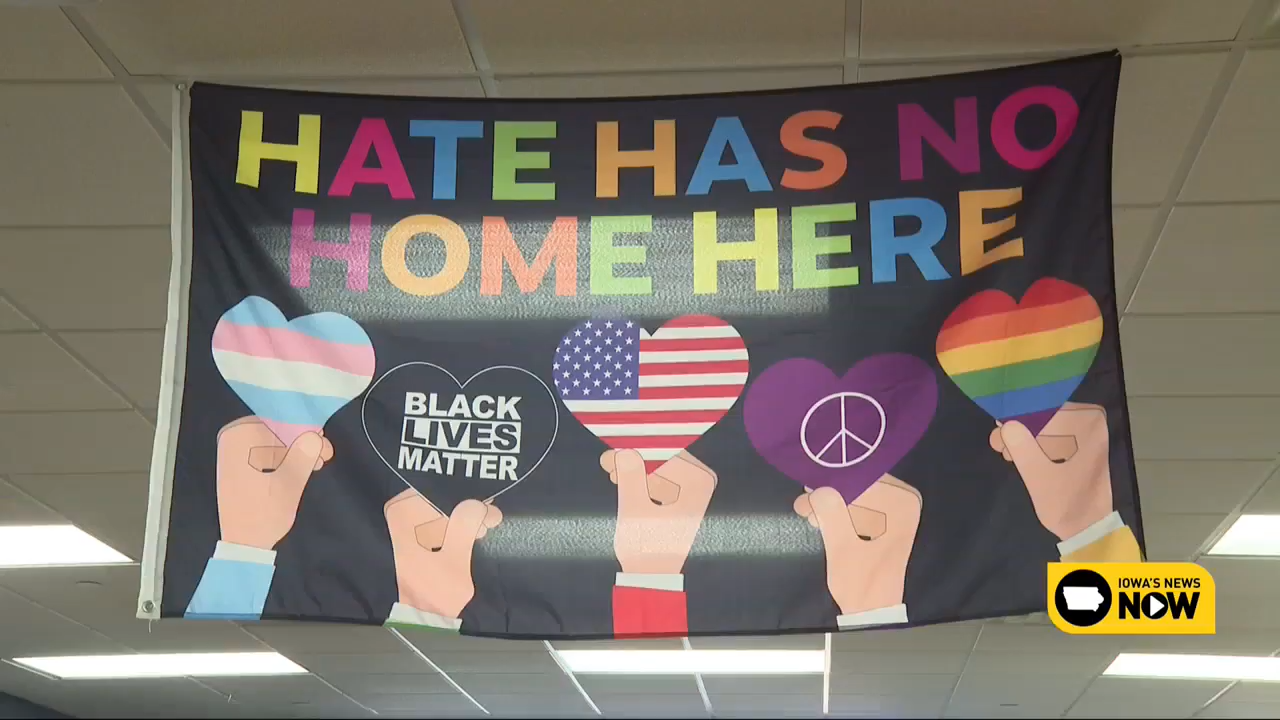 HATE HAS NO
HOME HERE
BLACK
LIVES
MATTER
IOWA'S NEWS
NOW